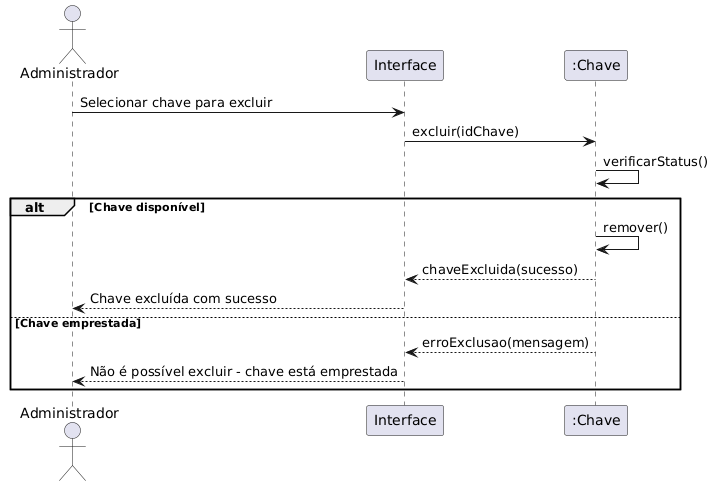 Administrador
Interface
:Chave
Selecionar chave para excluir
excluir(idChave)
verificarStatus()
alt
[Chave disponível]
remover()
chaveExcluida(sucesso)
Chave excluída com sucesso
[Chave emprestada]
erroExclusao(mensagem)
Não é possível excluir - chave está emprestada
Administrador
Interface
:Chave